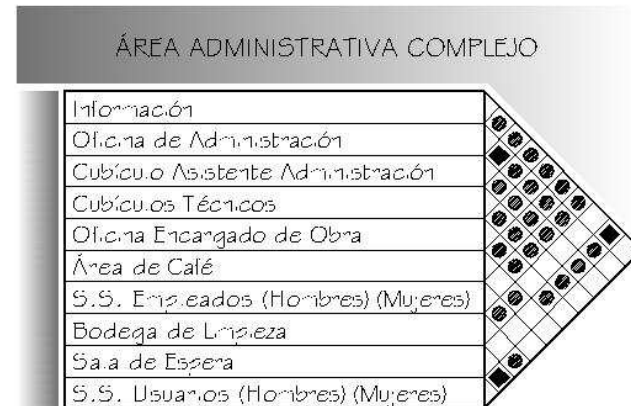 ÁREA ADMINISTRATIVA COMPLEJO
Información
Oficina de Administración
Cubículo Asistente Administración
Cubículos Técnicos
Oficina Encargado de Obra
Área de Café
S.S. Empleados (Hombres) (Mujeres)
Bodega de Limpieza
Sala de Espera
S.S. Usuarios (Hombres) (Mujeres)